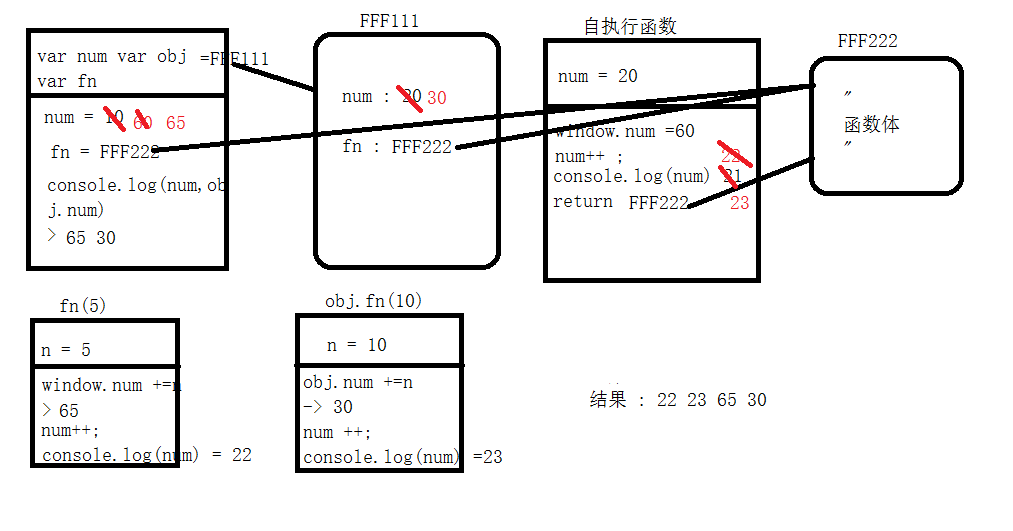 var num var obj =FFF111
var fn
num = 10 60 65
fn = FFF222
console.log(num,ob
j.num)
> 65 30
FFF111
num : 20 30
fn : FFF222
自执行函数
num = 20
window.num =60
num++ ; 22
console.log(num) 21
return FFF222 23
FFF222
"
函数体
"
fn(5)
n = 5
window.num +=n
> 65
num++;
console.log(num) = 22
obj.fn(10)
n = 10
obj.num +=n
-> 30
num ++;
console.log(num) =23
结果 : 22 23 65 30